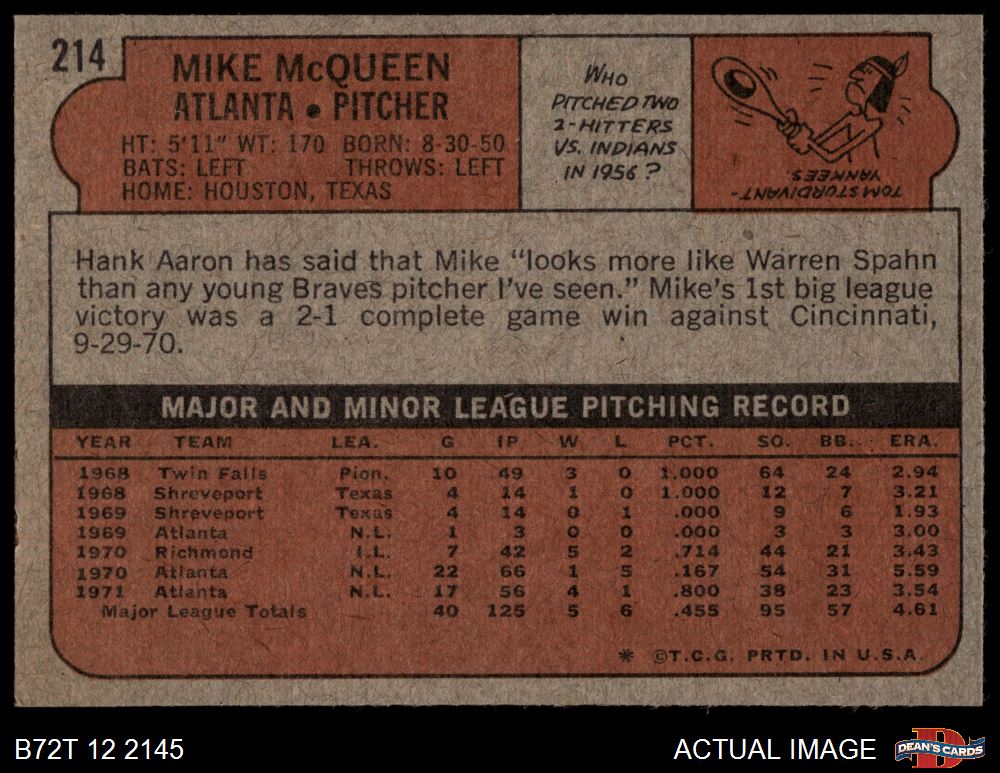 214
MIKE McQUEEN
ATLANTA • PITCHER
HT: 5'11" WT: 170 BORN: 8-30-50
BATS: LEFT THROWS: LEFT
HOME: HOUSTON, TEXAS
WHO
PITCHED TWO
2-HITTERS
VS. INDIANS
IN 1956?
TOM STURDIVANT-
YANKEES.
Hank Aaron has said that Mike "looks more like Warren Spahn
than any young Braves pitcher I've seen." Mike's 1st big league
victory was a 2-1 complete game win against Cincinnati,
9-29-70.
MAJOR AND MINOR LEAGUE PITCHING RECORD
YEAR TEAM LEA. G IP W L PCT. SO. BB. ERA.
1968 Twin Falls Pion. 10 49 3 0 1.000 64 24 2.94
1968 Shreveport Texas 4 14 1 0 1.000 12 7 3.21
1969 Shreveport Texas 4 14 0 1 .000 9 6 1.93
1969 Atlanta N.L. 1 3 0 0 .000 3 3 3.00
1970 Richmond I.L. 7 42 5 2 .714 44 21 3.43
1970 Atlanta N.L. 22 66 1 5 .167 54 31 5.59
1971 Atlanta N.L. 17 56 4 1 .800 38 23 3.54
Major League Totals 40 125 5 6 .455 95 57 4.61
* ©T.C.G. PRTD. IN U.S.A.
B72T 12 2145
ACTUAL IMAGE
D
DEAN'S CARDS